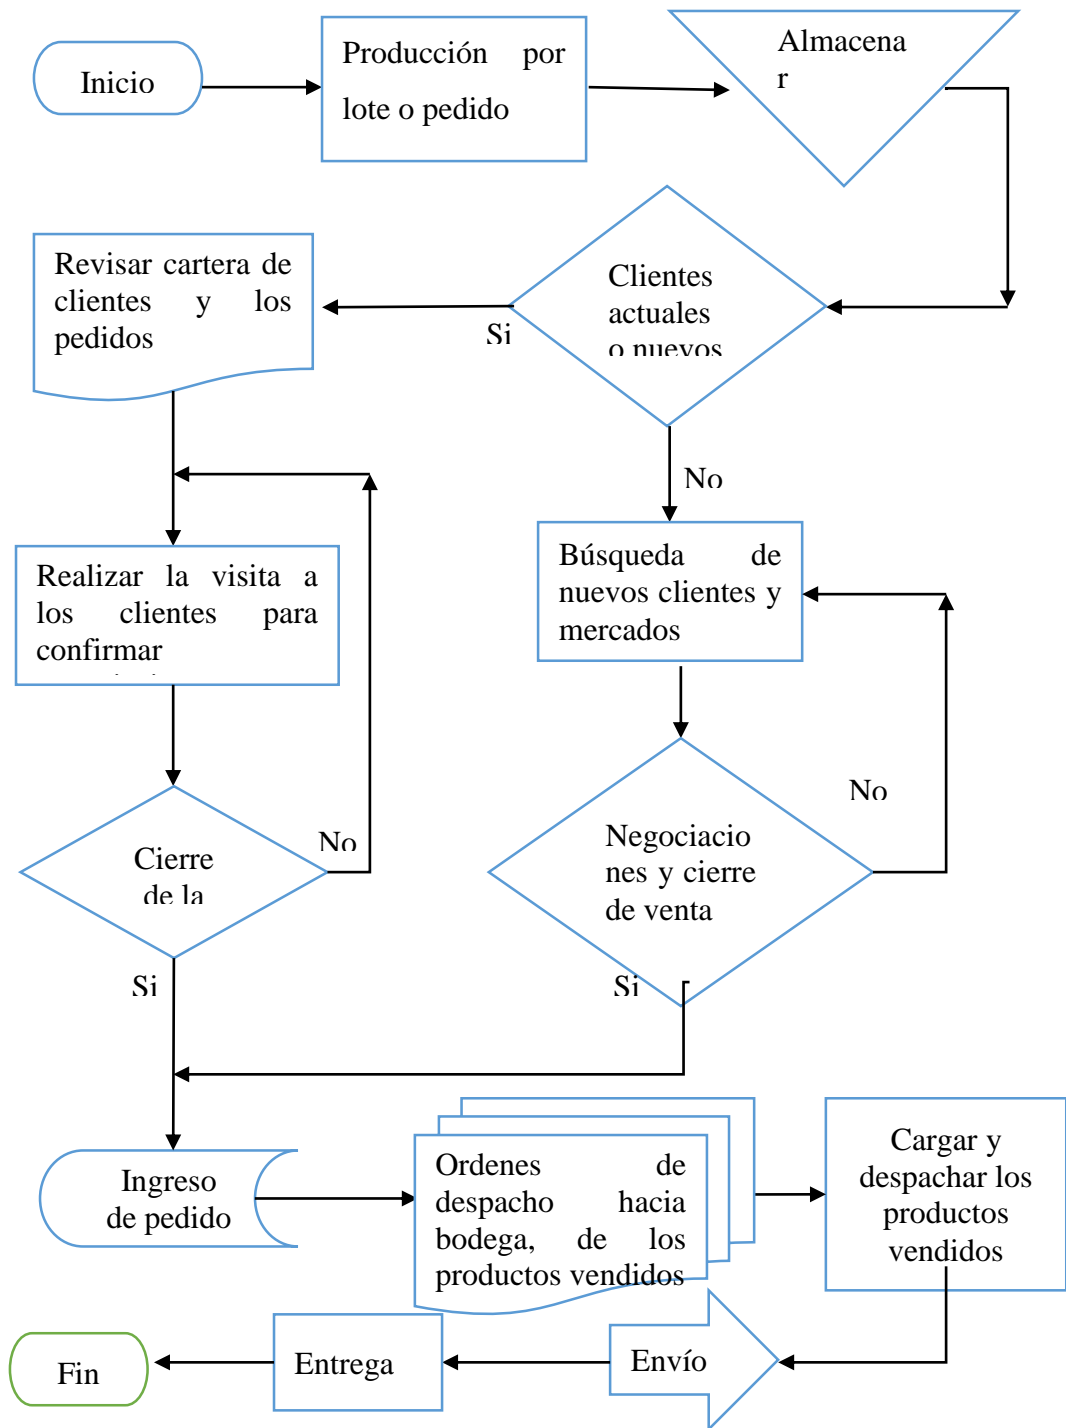 Inicio
Producción por
lote o pedido
Almacena
r
Revisar cartera de
clientes y los
pedidos
Clientes
actuales
o nuevos
Si
No
Realizar la visita a
los clientes para
confirmar
Búsqueda de
nuevos clientes y
mercados
No
No
Cierre
de la
Negociacio
nes y cierre
de venta
Si
Si
Ingreso
de pedido
Ordenes de
despacho hacia
bodega, de los
productos vendidos
Cargar y
despachar los
productos
vendidos
Fin
Entrega
Envío